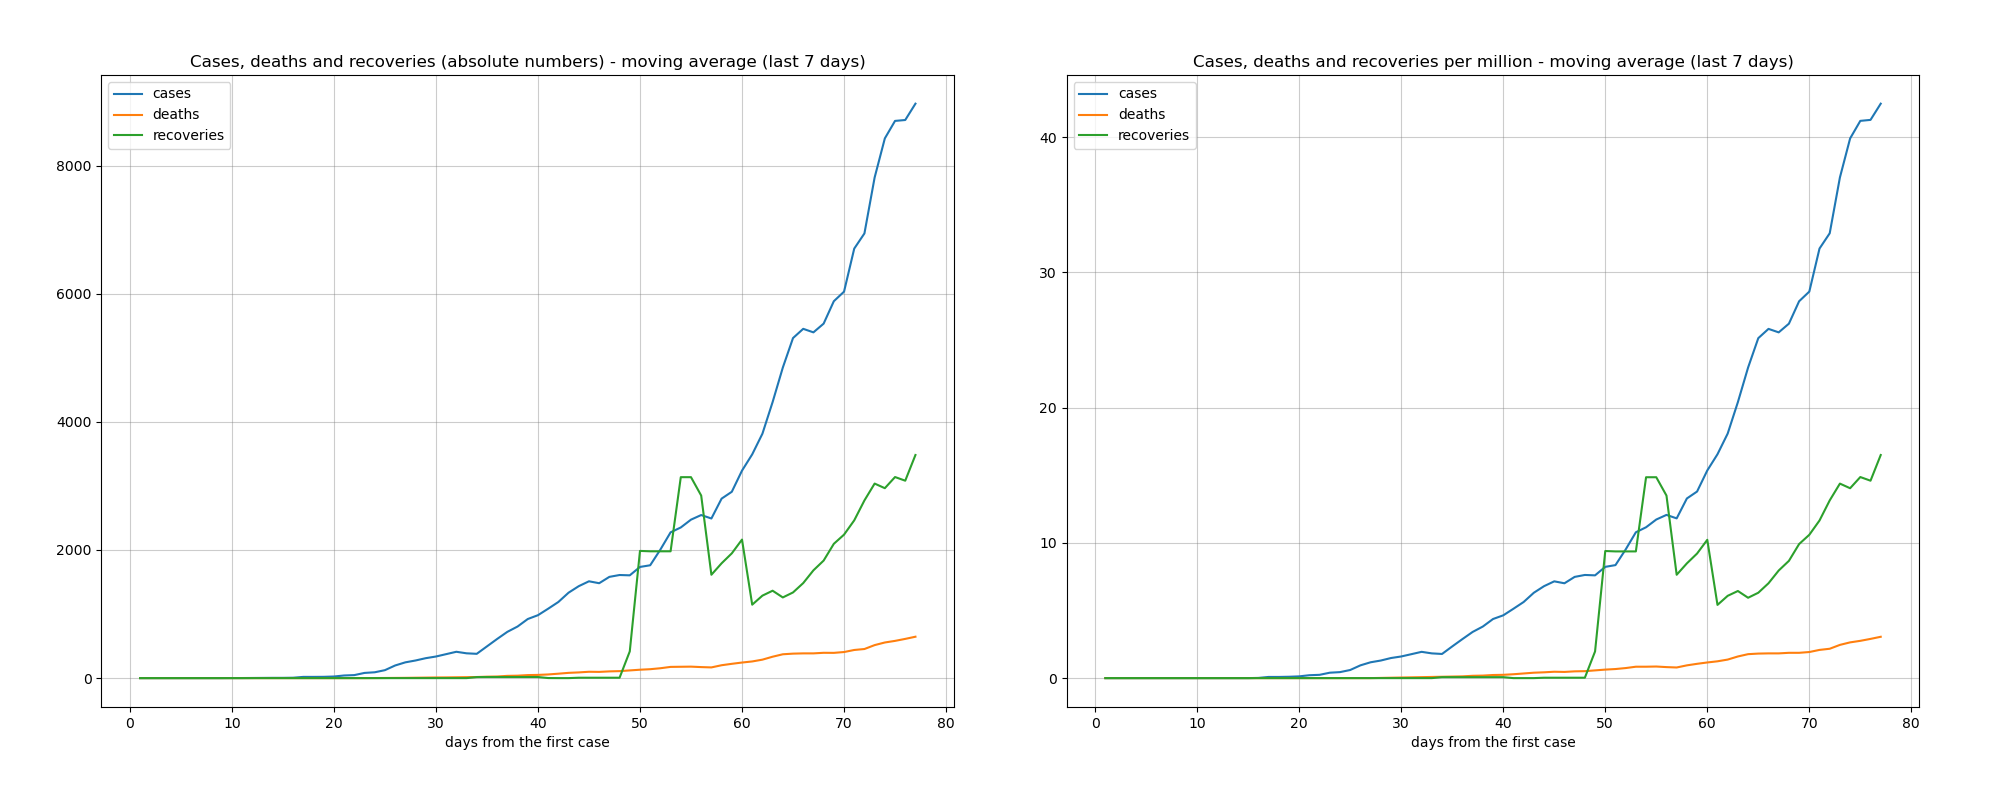 Cases, deaths and recoveries (absolute numbers) - moving average (last 7 days)
cases
deaths
recoveries
8000
6000
4000
2000
0
0 10 20 30 40 50 60 70 80
days from the first case
Cases, deaths and recoveries per million - moving average (last 7 days)
cases
deaths
recoveries
40
30
20
10
0
0 10 20 30 40 50 60 70 80
days from the first case